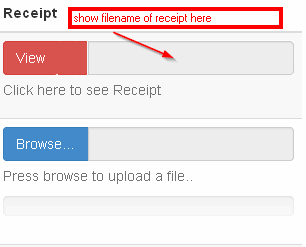 Receipt
show filename of receipt here
View
Click here to see Receipt
Browse...
Press browse to upload a file..